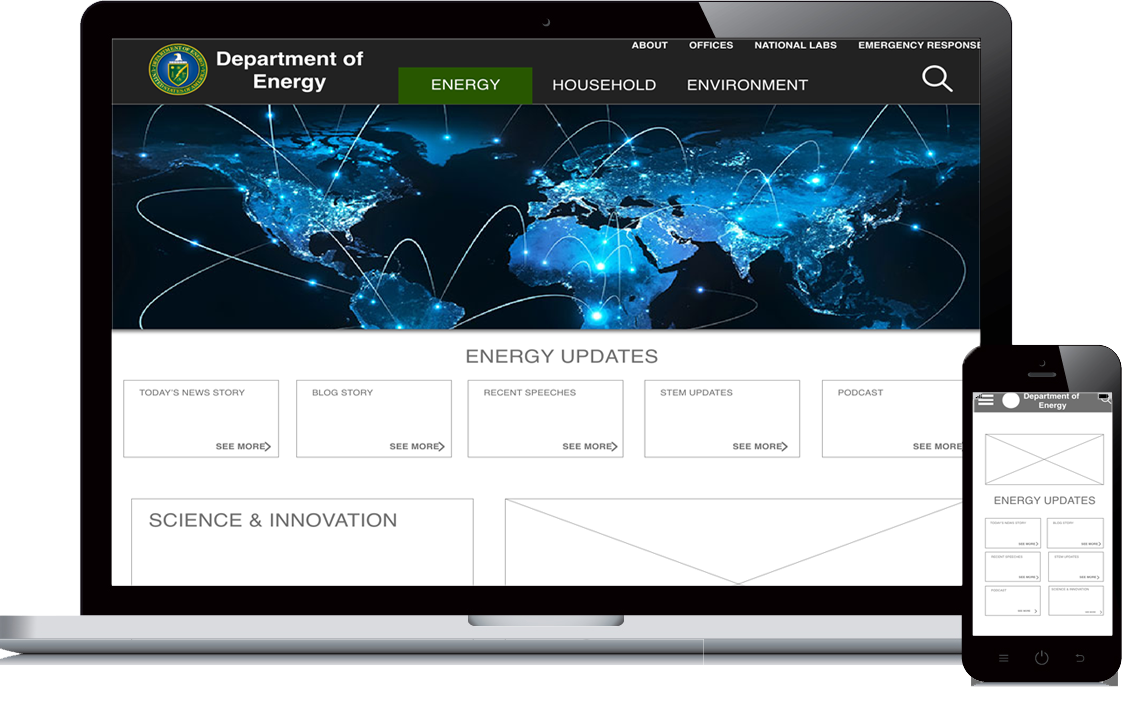 ABOUT OFFICES NATIONAL LABS EMERGENCY RESPONSE
Department of
Energy
ENERGY HOUSEHOLD ENVIRONMENT
ENERGY UPDATES
TODAY'S NEWS STORY BLOG STORY RECENT SPEECHES STEM UPDATES PODCAST
SEE MORE SEE MORE SEE MORE SEE MORE SEE MORE
SCIENCE & INNOVATION
Department of
Energy
ENERGY UPDATES
TODAY'S NEWS STORY BLOG STORY
SEE MORE SEE MORE
RECENT SPEECHES STEM UPDATES
SEE MORE SEE MORE
PODCAST SCIENCE & INNOVATION
SEE MORE SEE MORE